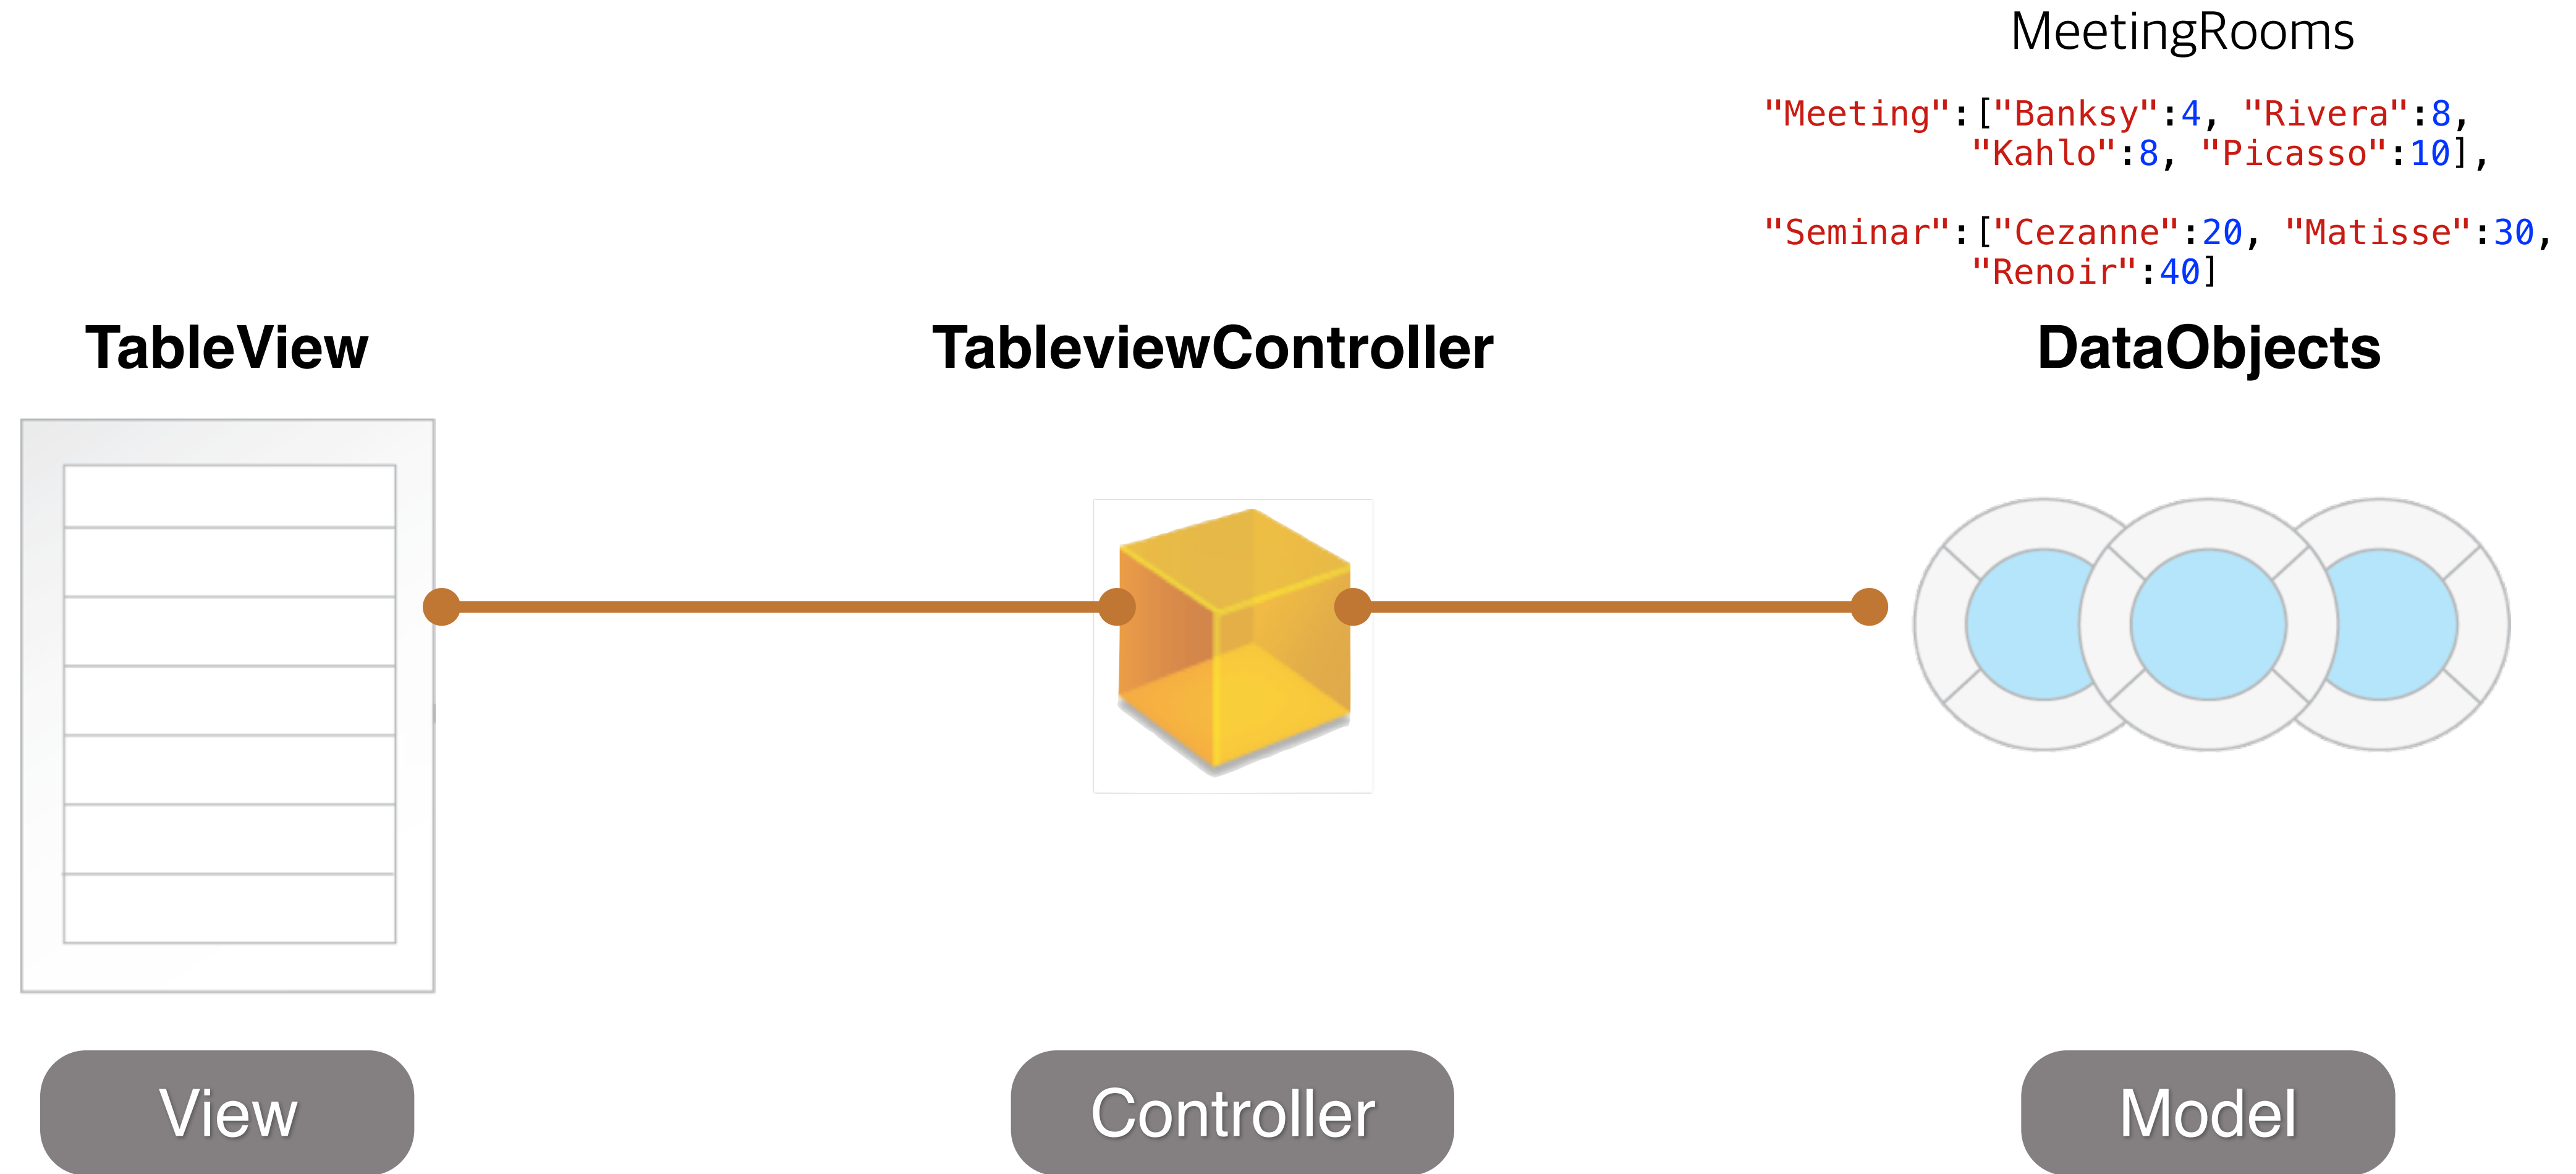 MeetingRooms
"Meeting":["Banksy":4, "Rivera":8,
"Kahlo":8, "Picasso":10],
"Seminar":["Cezanne":20, "Matisse":30,
"Renoir":40]
TableView
TableviewController
DataObjects
View
Controller
Model